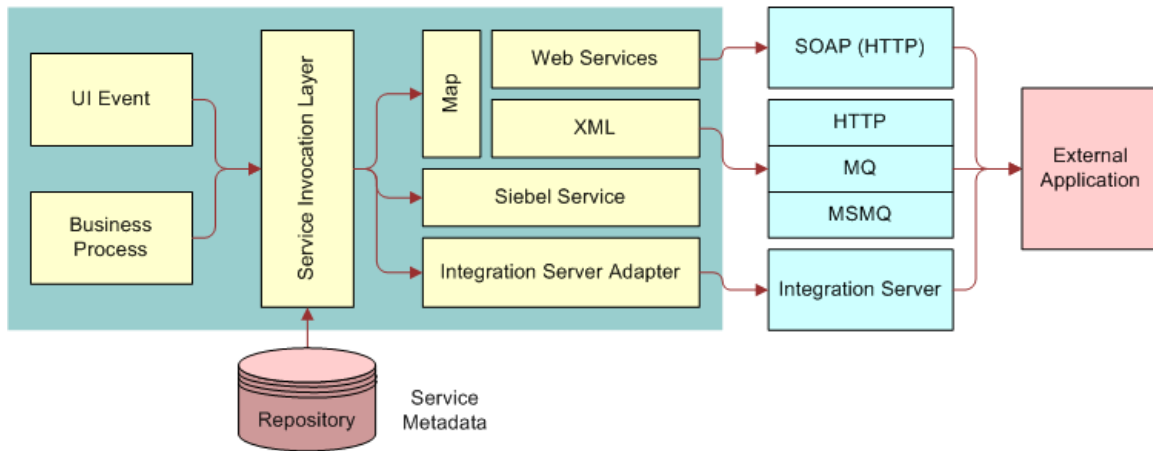 UI Event
Business
Process
Service Invocation Layer
Map
Web Services
XML
Siebel Service
Integration Server Adapter
SOAP (HTTP)
HTTP
MQ
MSMQ
Integration Server
External
Application
Repository
Service
Metadata